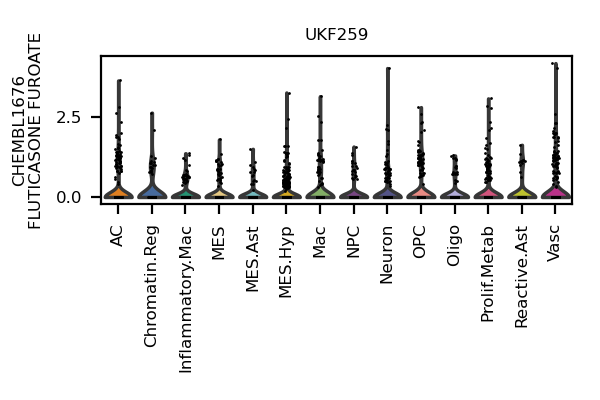 UKF259
CHEMBL1676
FLUTICASONE FUROATE
2.5
0.0
AC
Chromatin.Reg
Inflammatory.Mac
MES
MES.Ast
MES.Hyp
Mac
NPC
Neuron
OPC
Oligo
Prolif.Metab
Reactive.Ast
Vasc